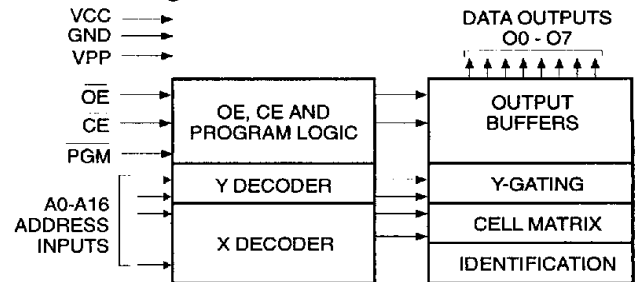 VCC
GND
VPP
OE
CE
PGM
A0-A16
ADDRESS
INPUTS
OE, CE AND
PROGRAM LOGIC
Y DECODER
X DECODER
DATA OUTPUTS
O0 - O7
OUTPUT
BUFFERS
Y-GATING
CELL MATRIX
IDENTIFICATION